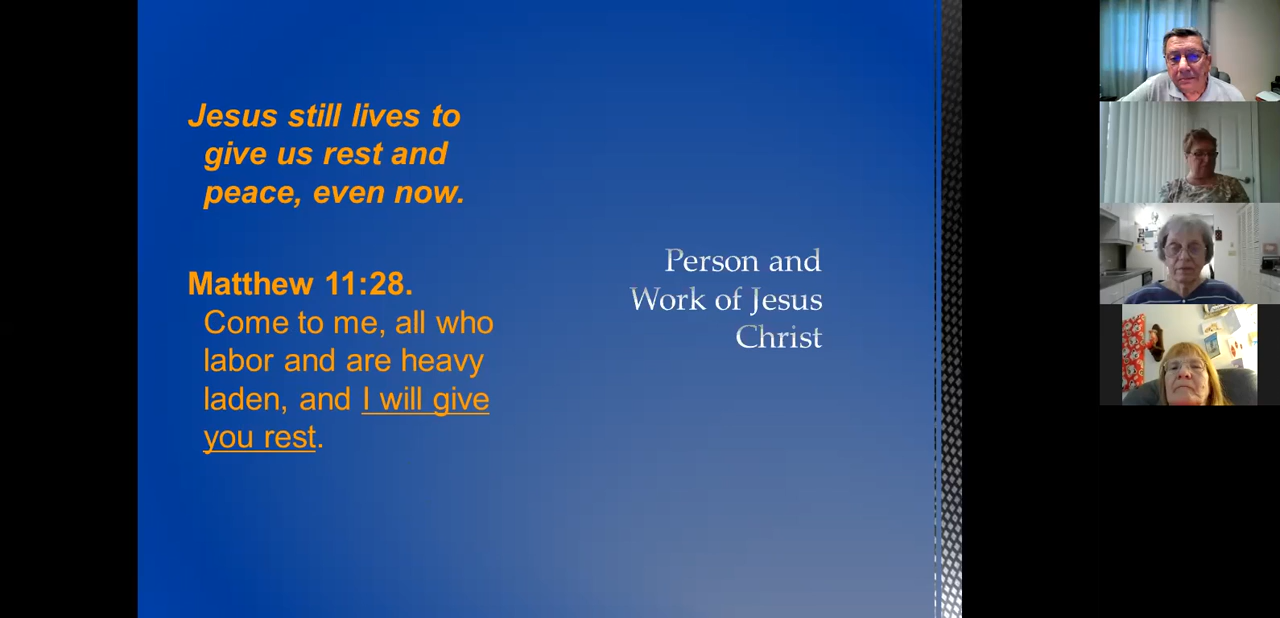 Jesus still lives to
give us rest and
peace, even now.
Matthew 11:28.
Come to me, all who
labor and are heavy
laden, and I will give
you rest.
Person and
Work of Jesus
Christ